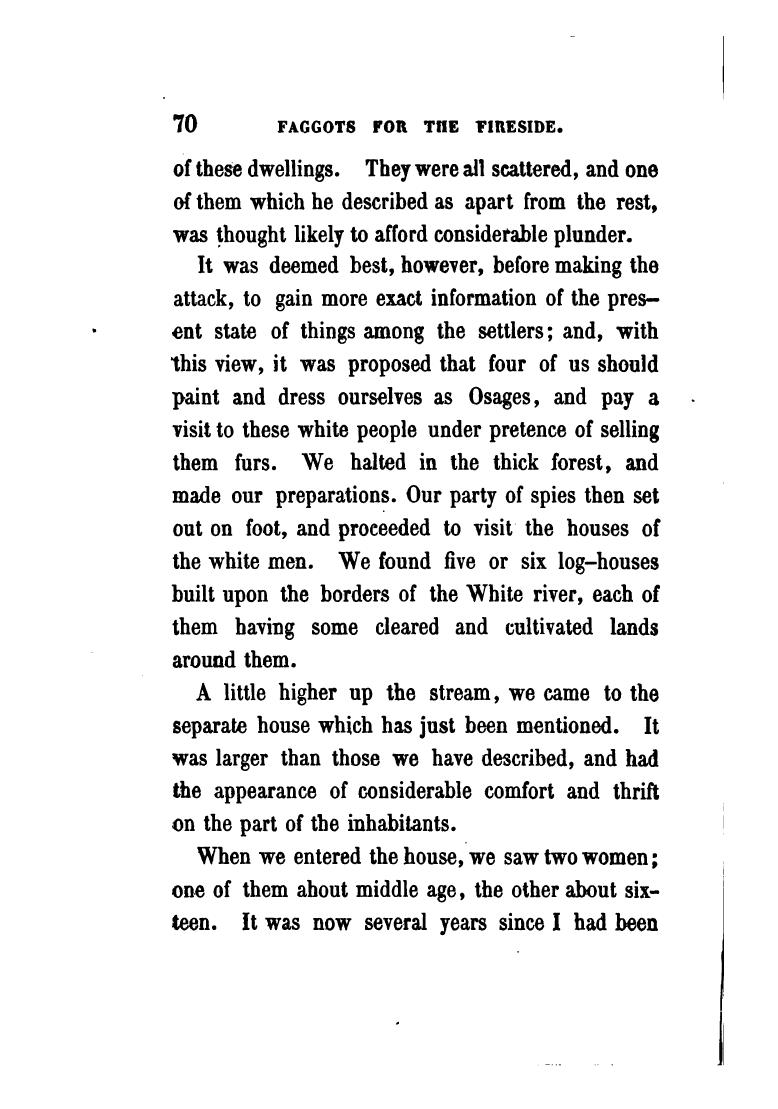 70 FAGGOTS FOR THE FIRESIDE.
of these dwellings. They were all scattered, and one
of them which he described as apart from the rest,
was thought likely to afford considerable plunder.
It was deemed best, however, before making the
attack, to gain more exact information of the pres-
ent state of things among the settlers; and, with
this view, it was proposed that four of us should
paint and dress ourselves as Osages, and pay a
visit to these white people under pretence of selling
them furs. We halted in the thick forest, and
made our preparations. Our party of spies then set
out on foot, and proceeded to visit the houses of
the white men. We found five or six log-houses
built upon the borders of the White river, each of
them having some cleared and cultivated lands
around them.
A little higher up the stream, we came to the
separate house which has just been mentioned. It
was larger than those we have described, and had
the appearance of considerable comfort and thrift
on the part of the inhabitants.
When we entered the house, we saw two women;
one of them about middle age, the other about six-
teen. It was now several years since I had been